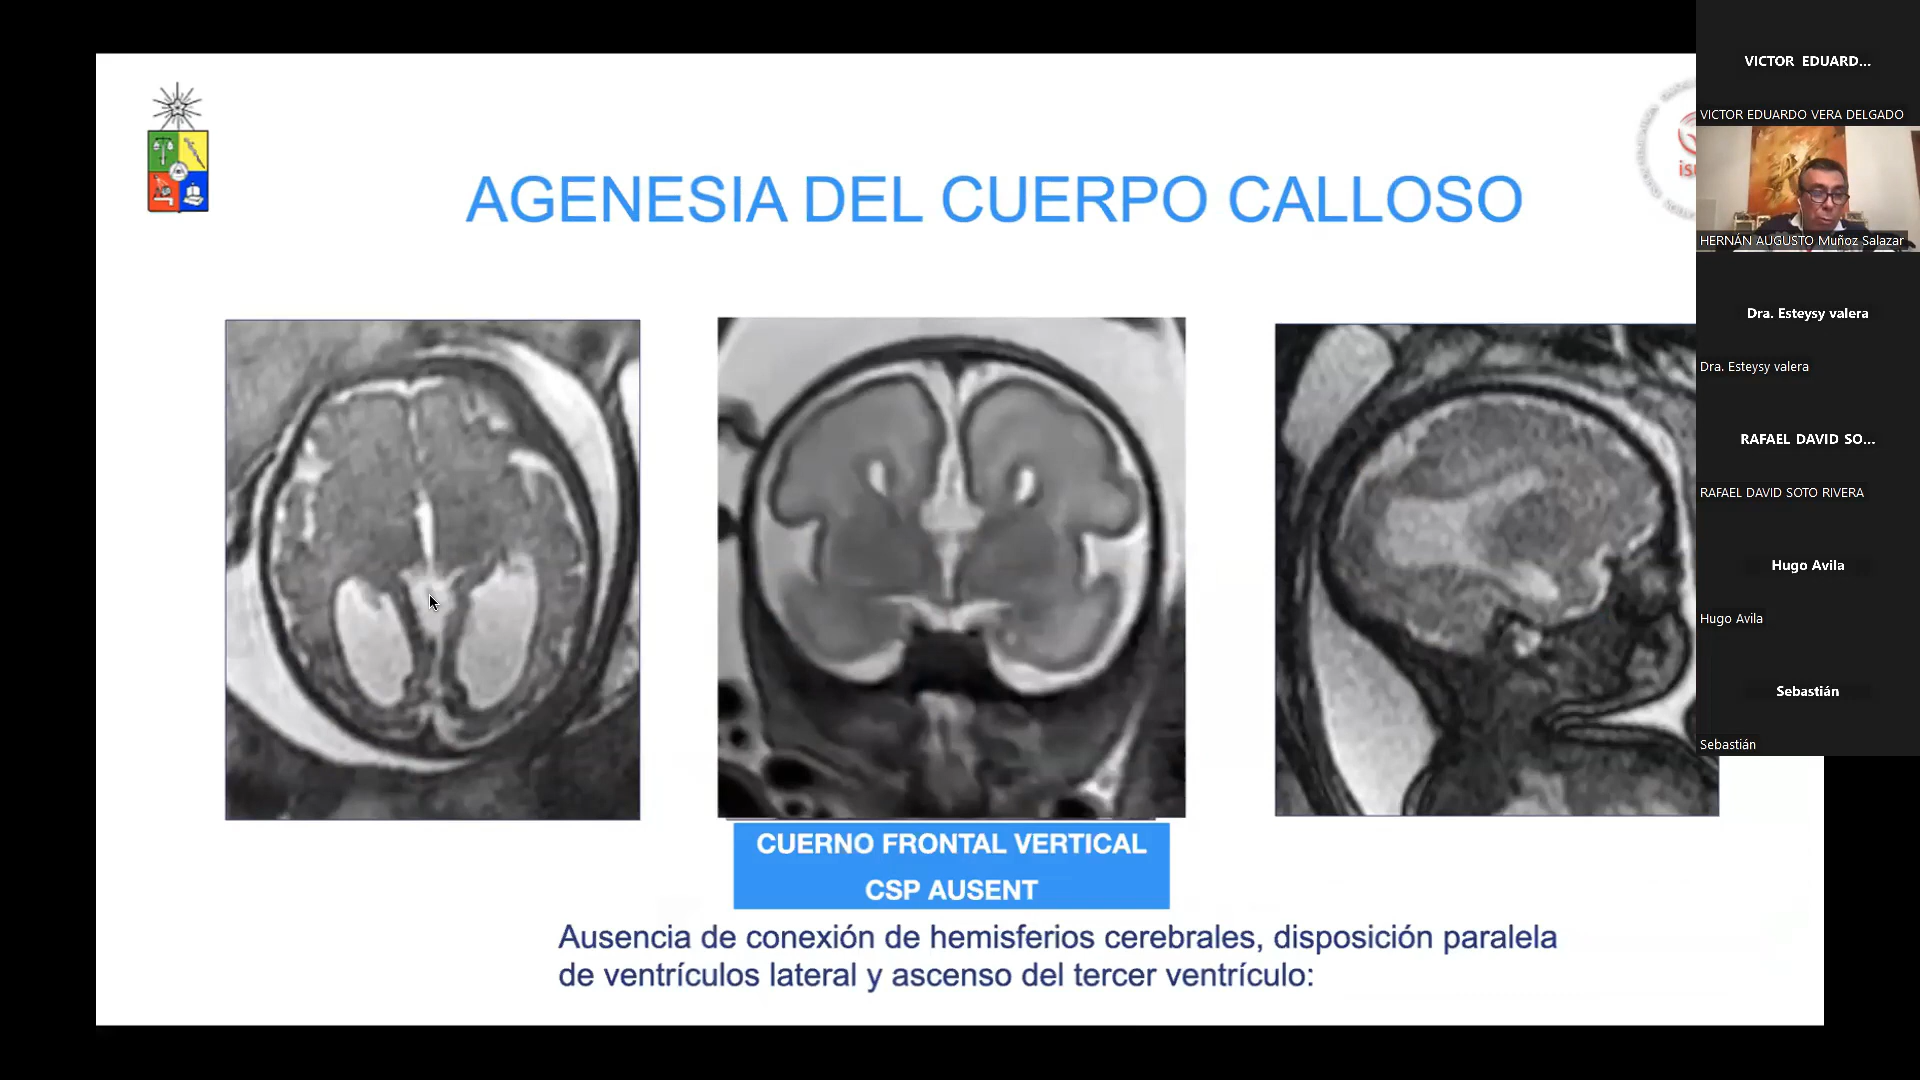 AGENESIA DEL CUERPO CALLOSO
CUERNO FRONTAL VERTICAL
CSP AUSENT
Ausencia de conexión de hemisferios cerebrales, disposición paralela
de ventrículos lateral y ascenso del tercer ventrículo:
VICTOR EDUARD...
VICTOR EDUARDO VERA DELGADO
HERNÁN AUGUSTO Muñoz Salazar
Dra. Esteysy valera
Dra. Esteysy valera
RAFAEL DAVID SO...
RAFAEL DAVID SOTO RIVERA
Hugo Avila
Hugo Avila
Sebastián
Sebastián